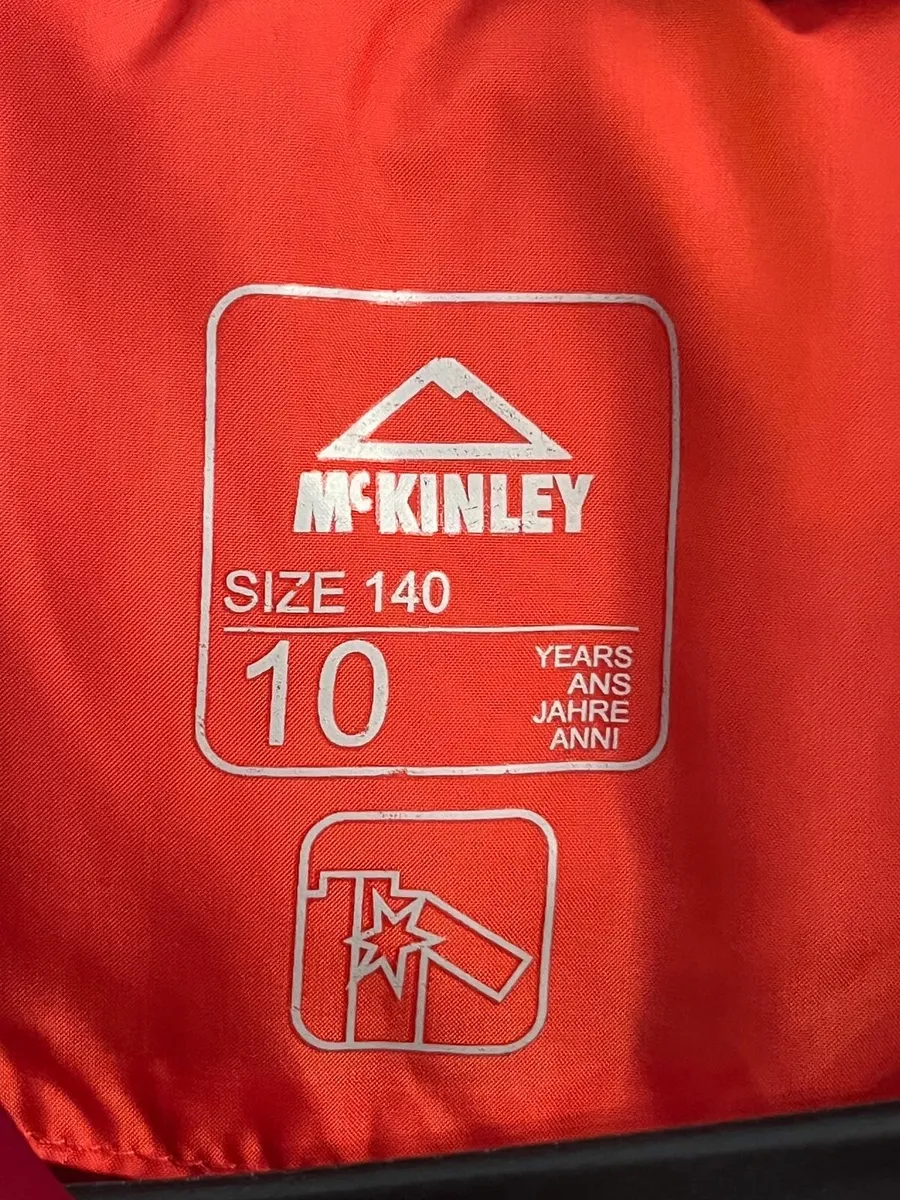 McKINLEY
SIZE 140
10
YEARS
ANS
JAHRE
ANNI